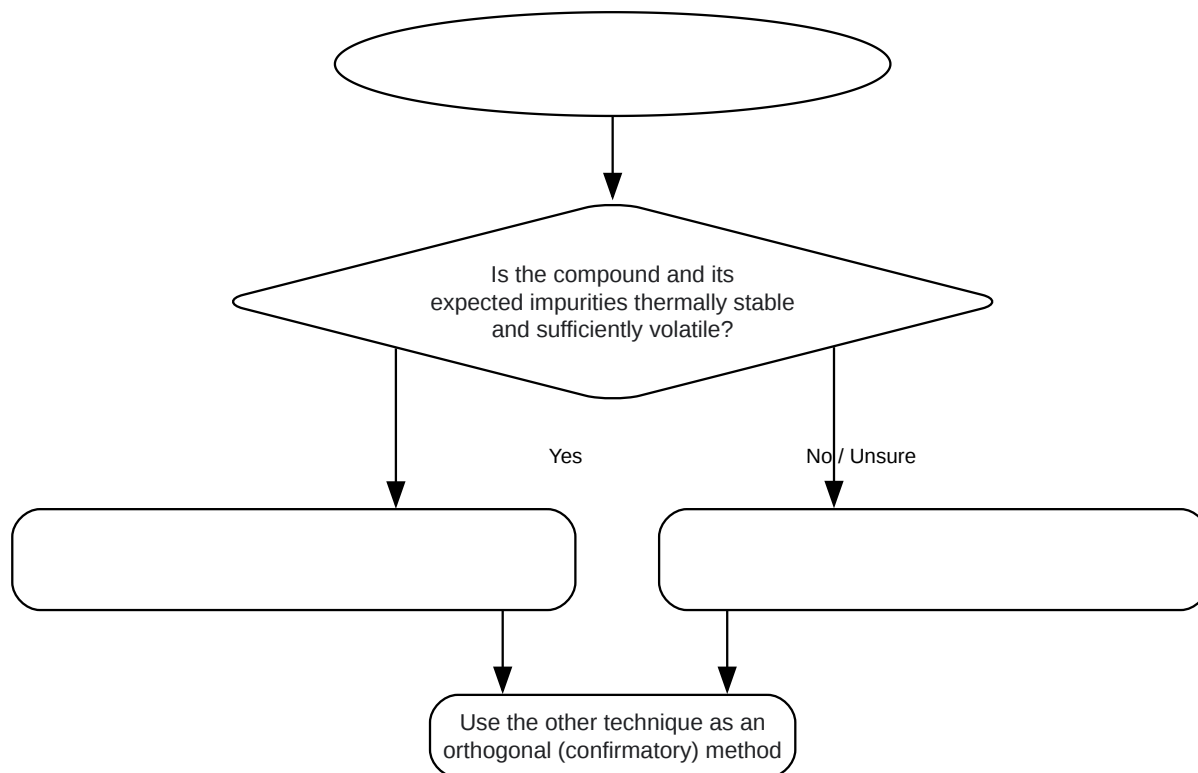 Is the compound and its
expected impurities thermally stable
and sufficiently volatile?
Yes
No / Unsure
Use the other technique as an
orthogonal (confirmatory) method